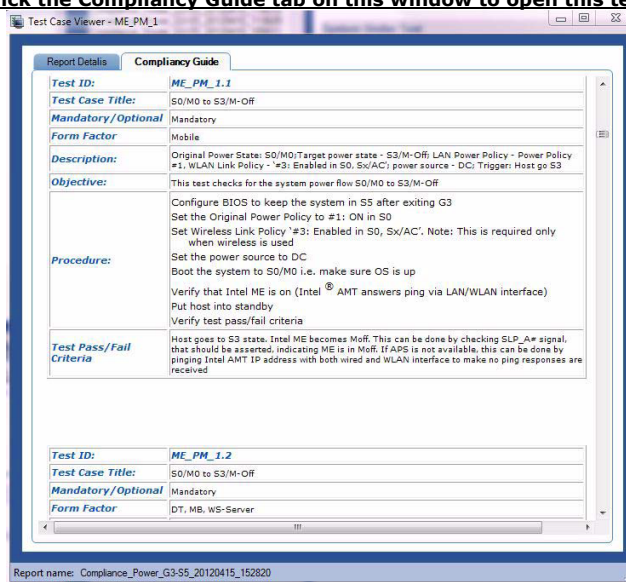 ick the Compliancy Guide tab on this window to open this te
Test Case Viewer - ME_PM_1
Report Detalis
Compliancy Guide
Test ID: ME_PM_1.1
Test Case Title: S0/M0 to S3/M-Off
Mandatory/Optional Mandatory
Form Factor Mobile
Description: Original Power State: S0/M0;Target power state - S3/M-Off; LAN Power Policy - Power Policy
#1, WLAN Link Policy - '#3: Enabled in S0, Sx/AC'; power source - DC; Trigger: Host go S3
Objective: This test checks for the system power flow S0/M0 to S3/M-Off
Procedure:
Configure BIOS to keep the system in S5 after exiting G3
Set the Original Power Policy to #1: ON in S0
Set Wireless Link Policy '#3: Enabled in S0, Sx/AC'. Note: This is required only
when wireless is used
Set the power source to DC
Boot the system to S0/M0 i.e. make sure OS is up
Verify that Intel ME is on (Intel ® AMT answers ping via LAN/WLAN interface)
Put host into standby
Verify test pass/fail criteria
Test Pass/Fail
Criteria
Host goes to S3 state. Intel ME becomes Moff. This can be done by checking SLP_A# signal,
that should be asserted, indicating ME is in Moff. If APS is not available, this can be done by
pinging Intel AMT IP address with both wired and WLAN interface to make no ping responses are
received
Test ID: ME_PM_1.2
Test Case Title: S0/M0 to S3/M-Off
Mandatory/Optional Mandatory
Form Factor DT, MB, WS-Server
Report name: Compliance_Power_G3-S5_20120415_152820